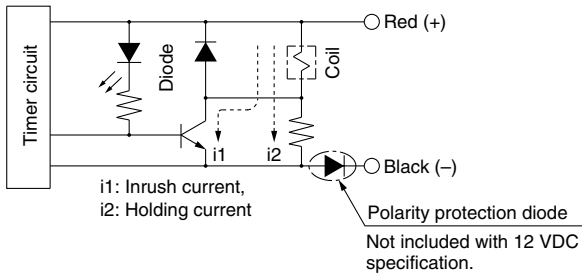 Red (+)
Timer circuit
Diode
Coil
i1
i2
Black (–)
i1: Inrush current,
i2: Holding current
Polarity protection diode
Not included with 12 VDC
specification.